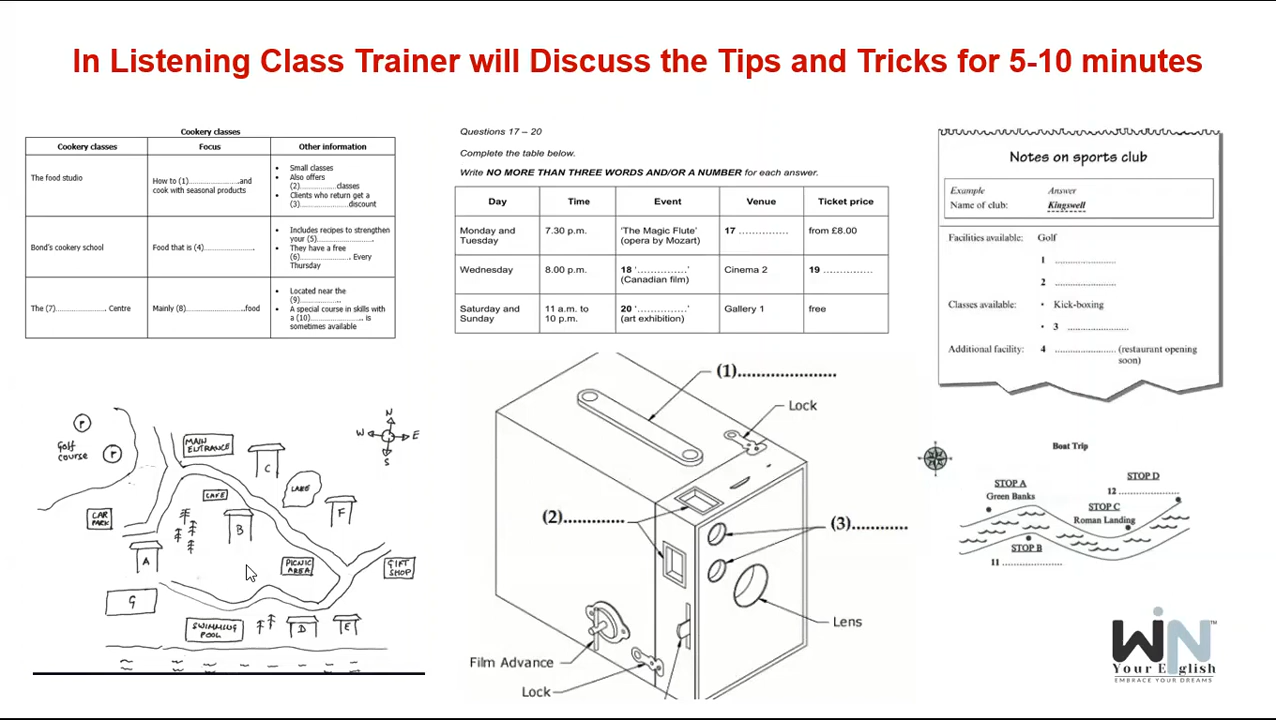 In Listening Class Trainer will Discuss the Tips and Tricks for 5-10 minutes
Cookery classes
Cookery classes
Focus
Other information
The food studio
How to (1)......................and
cook with seasonal products
• Small classes
• Also offers
(2)................classes
• Clients who return get a
(3)......................discount
Bond's cookery school
Food that is (4)......................
• Includes recipes to strengthen
your (5)......................
• They have a free
(6)...................... Every
Thursday
The (7)...................... Centre
Mainly (8)......................food
• Located near the
(9)................
• A special course in skills with
a (10)...................... is
sometimes available
Questions 17 – 20
Complete the table below.
Write NO MORE THAN THREE WORDS AND/OR A NUMBER for each answer.
Day Time Event Venue Ticket price
Monday and
Tuesday
7.30 p.m.
'The Magic Flute'
(opera by Mozart)
17 ..............
from £8.00
Wednesday
8.00 p.m.
18 '..............'
(Canadian film)
Cinema 2
19 ..............
Saturday and
Sunday
11 a.m. to
10 p.m.
20 '..............'
(art exhibition)
Gallery 1
free
Notes on sports club
Example Answer
Name of club: Kingswell
Facilities available: Golf
1 ....................
2 ....................
Classes available: • Kick-boxing
• 3 ....................
Additional facility: 4 .................... (restaurant opening
soon)
P
Golf
course
P
MAIN
ENTRANCE
C
N
W E
S
CAFE
LAKE
CAR
PARK
B
F
A
PICNIC
AREA
GIFT
SHOP
G
SWIMMING
POOL
D
E
(1)....................
Lock
(2).............
(3)............
Lens
Film Advance
Lock
Boat Trip
STOP A
Green Banks
STOP D
12 ....................
STOP C
Roman Landing
STOP B
11 ....................
WiN
TM
Your English
EMBRACE YOUR DREAMS